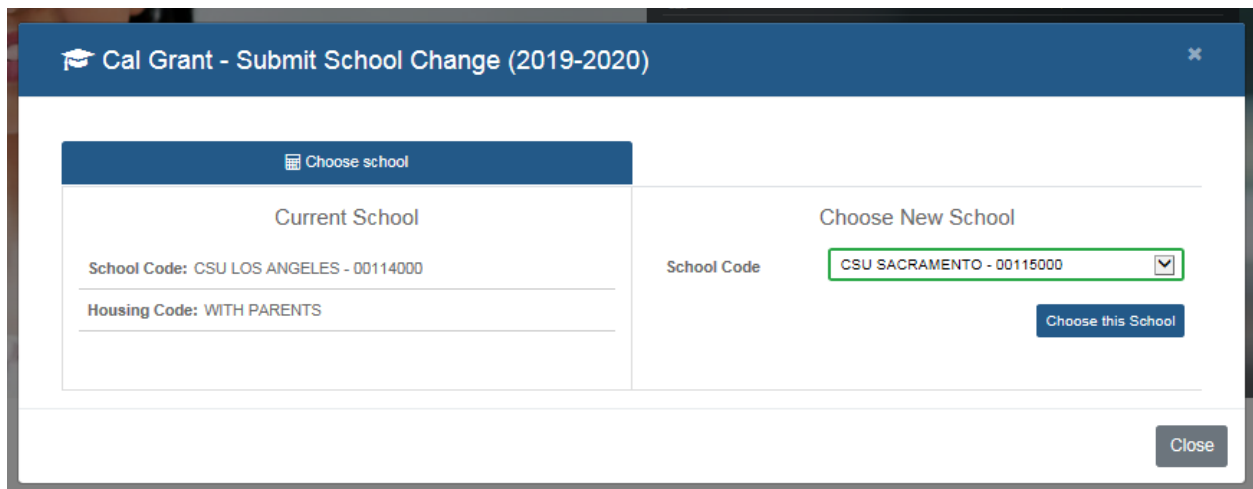 Cal Grant - Submit School Change (2019-2020)
Choose school
Current School
School Code: CSU LOS ANGELES - 00114000
Housing Code: WITH PARENTS
Choose New School
School Code
CSU SACRAMENTO - 00115000
Choose this School
Close